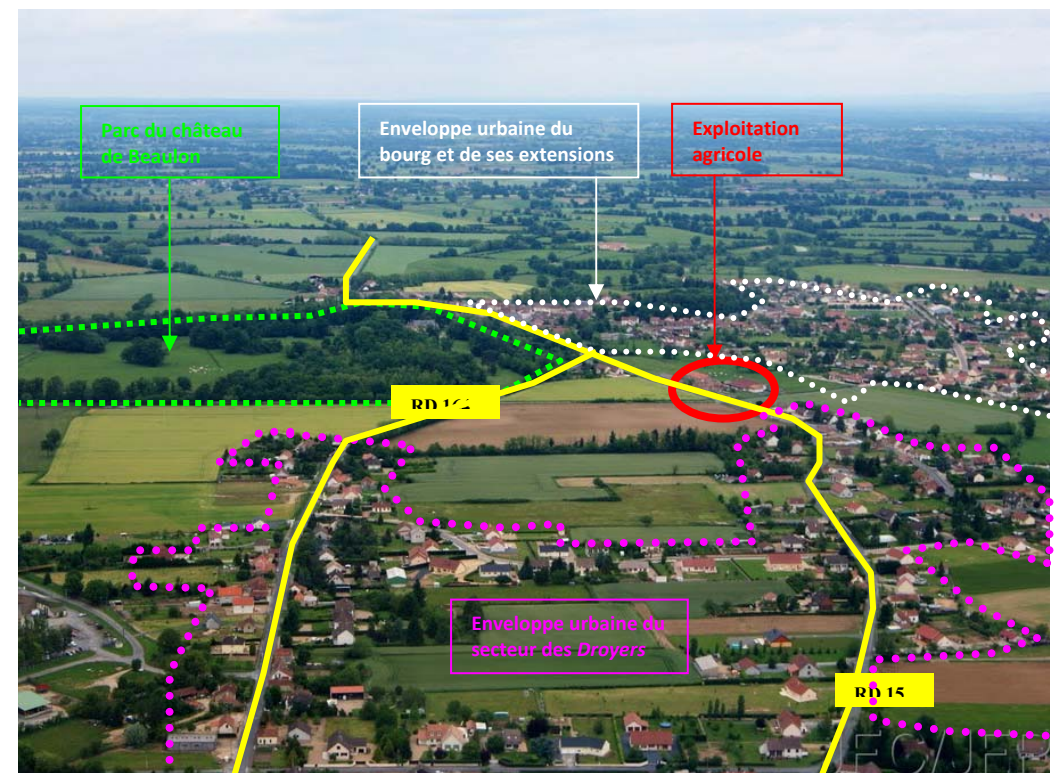 Parc du château
de Beaulon
Enveloppe urbaine du
bourg et de ses extensions
Exploitation
agricole
RD
Enveloppe urbaine du
secteur des Droyers
RD 15